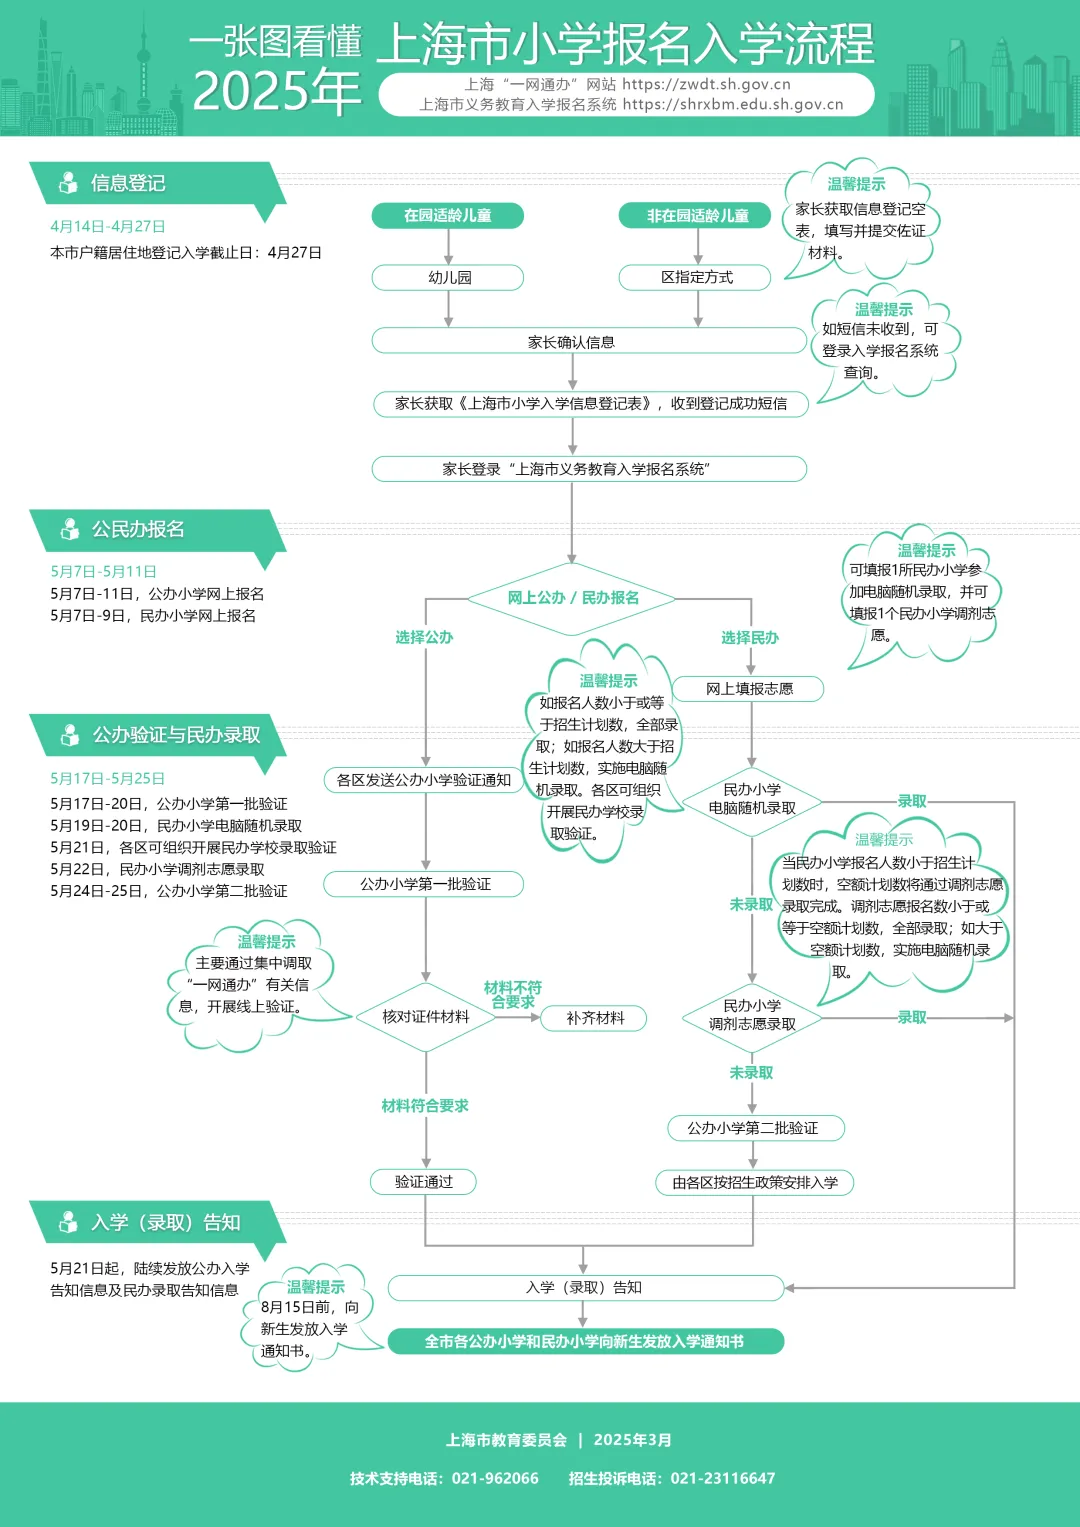 一张图看懂
2025年
上海市小学报名入学流程
上海“一网通办”网站 https://zwdt.sh.gov.cn
上海市义务教育入学报名系统 https://shrxbm.edu.sh.gov.cn
信息登记
4月14日-4月27日
本市户籍居住地登记入学截止日：4月27日
在园适龄儿童
非在园适龄儿童
幼儿园
区指定方式
温馨提示
家长获取信息登记空
表，填写并提交佐证
材料。
家长确认信息
温馨提示
如短信未收到，可
登录入学报名系统
查询。
家长获取《上海市小学入学信息登记表》，收到登记成功短信
家长登录“上海市义务教育入学报名系统”
公民办报名
5月7日-5月11日
5月7日-11日，公办小学网上报名
5月7日-9日，民办小学网上报名
网上公办 / 民办报名
选择公办
选择民办
温馨提示
可填报1所民办小学参
加电脑随机录取，并可
填报1个民办小学调剂志
愿。
网上填报志愿
温馨提示
如报名人数小于或等
于招生计划数，全部录
取；如报名人数大于招
生计划数，实施电脑随
机录取。各区可组织
开展民办学校录
取验证。
公办验证与民办录取
5月17日-5月25日
5月17日-20日，公办小学第一批验证
5月19日-20日，民办小学电脑随机录取
5月21日，各区可组织开展民办学校录取验证
5月22日，民办小学调剂志愿录取
5月24日-25日，公办小学第二批验证
各区发送公办小学验证通知
民办小学
电脑随机录取
录取
未录取
温馨提示
当民办小学报名人数小于招生计
划数时，空额计划数将通过调剂志愿
录取完成。调剂志愿报名数小于或
等于空额计划数，全部录取；如大于
空额计划数，实施电脑随机录
取。
公办小学第一批验证
温馨提示
主要通过集中调取
“一网通办”有关信
息，开展线上验证。
核对证件材料
材料不符
合要求
补齐材料
民办小学
调剂志愿录取
录取
未录取
材料符合要求
公办小学第二批验证
验证通过
由各区按招生政策安排入学
入学（录取）告知
5月21日起，陆续发放公办入学
告知信息及民办录取告知信息
温馨提示
8月15日前，向
新生发放入学
通知书。
入学（录取）告知
全市各公办小学和民办小学向新生发放入学通知书
上海市教育委员会 | 2025年3月
技术支持电话：021-962066 招生投诉电话：021-23116647